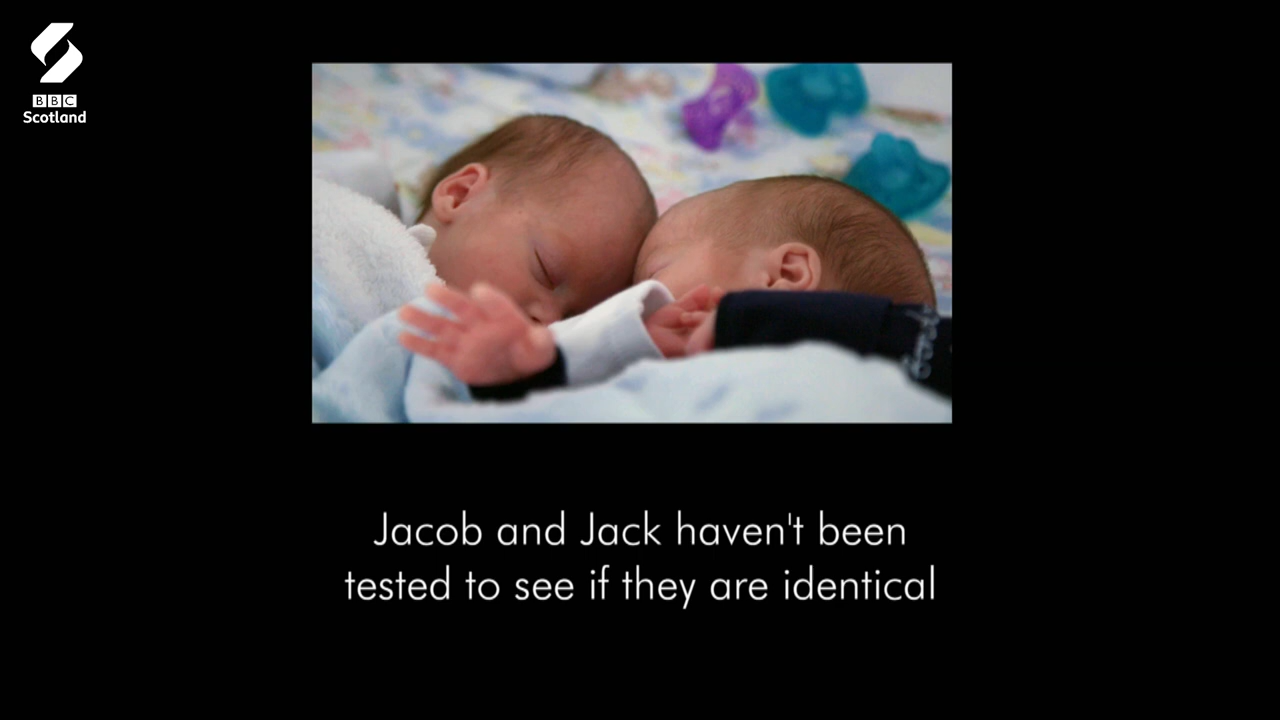 BBC
Scotland
Jacob and Jack haven't been
tested to see if they are identical